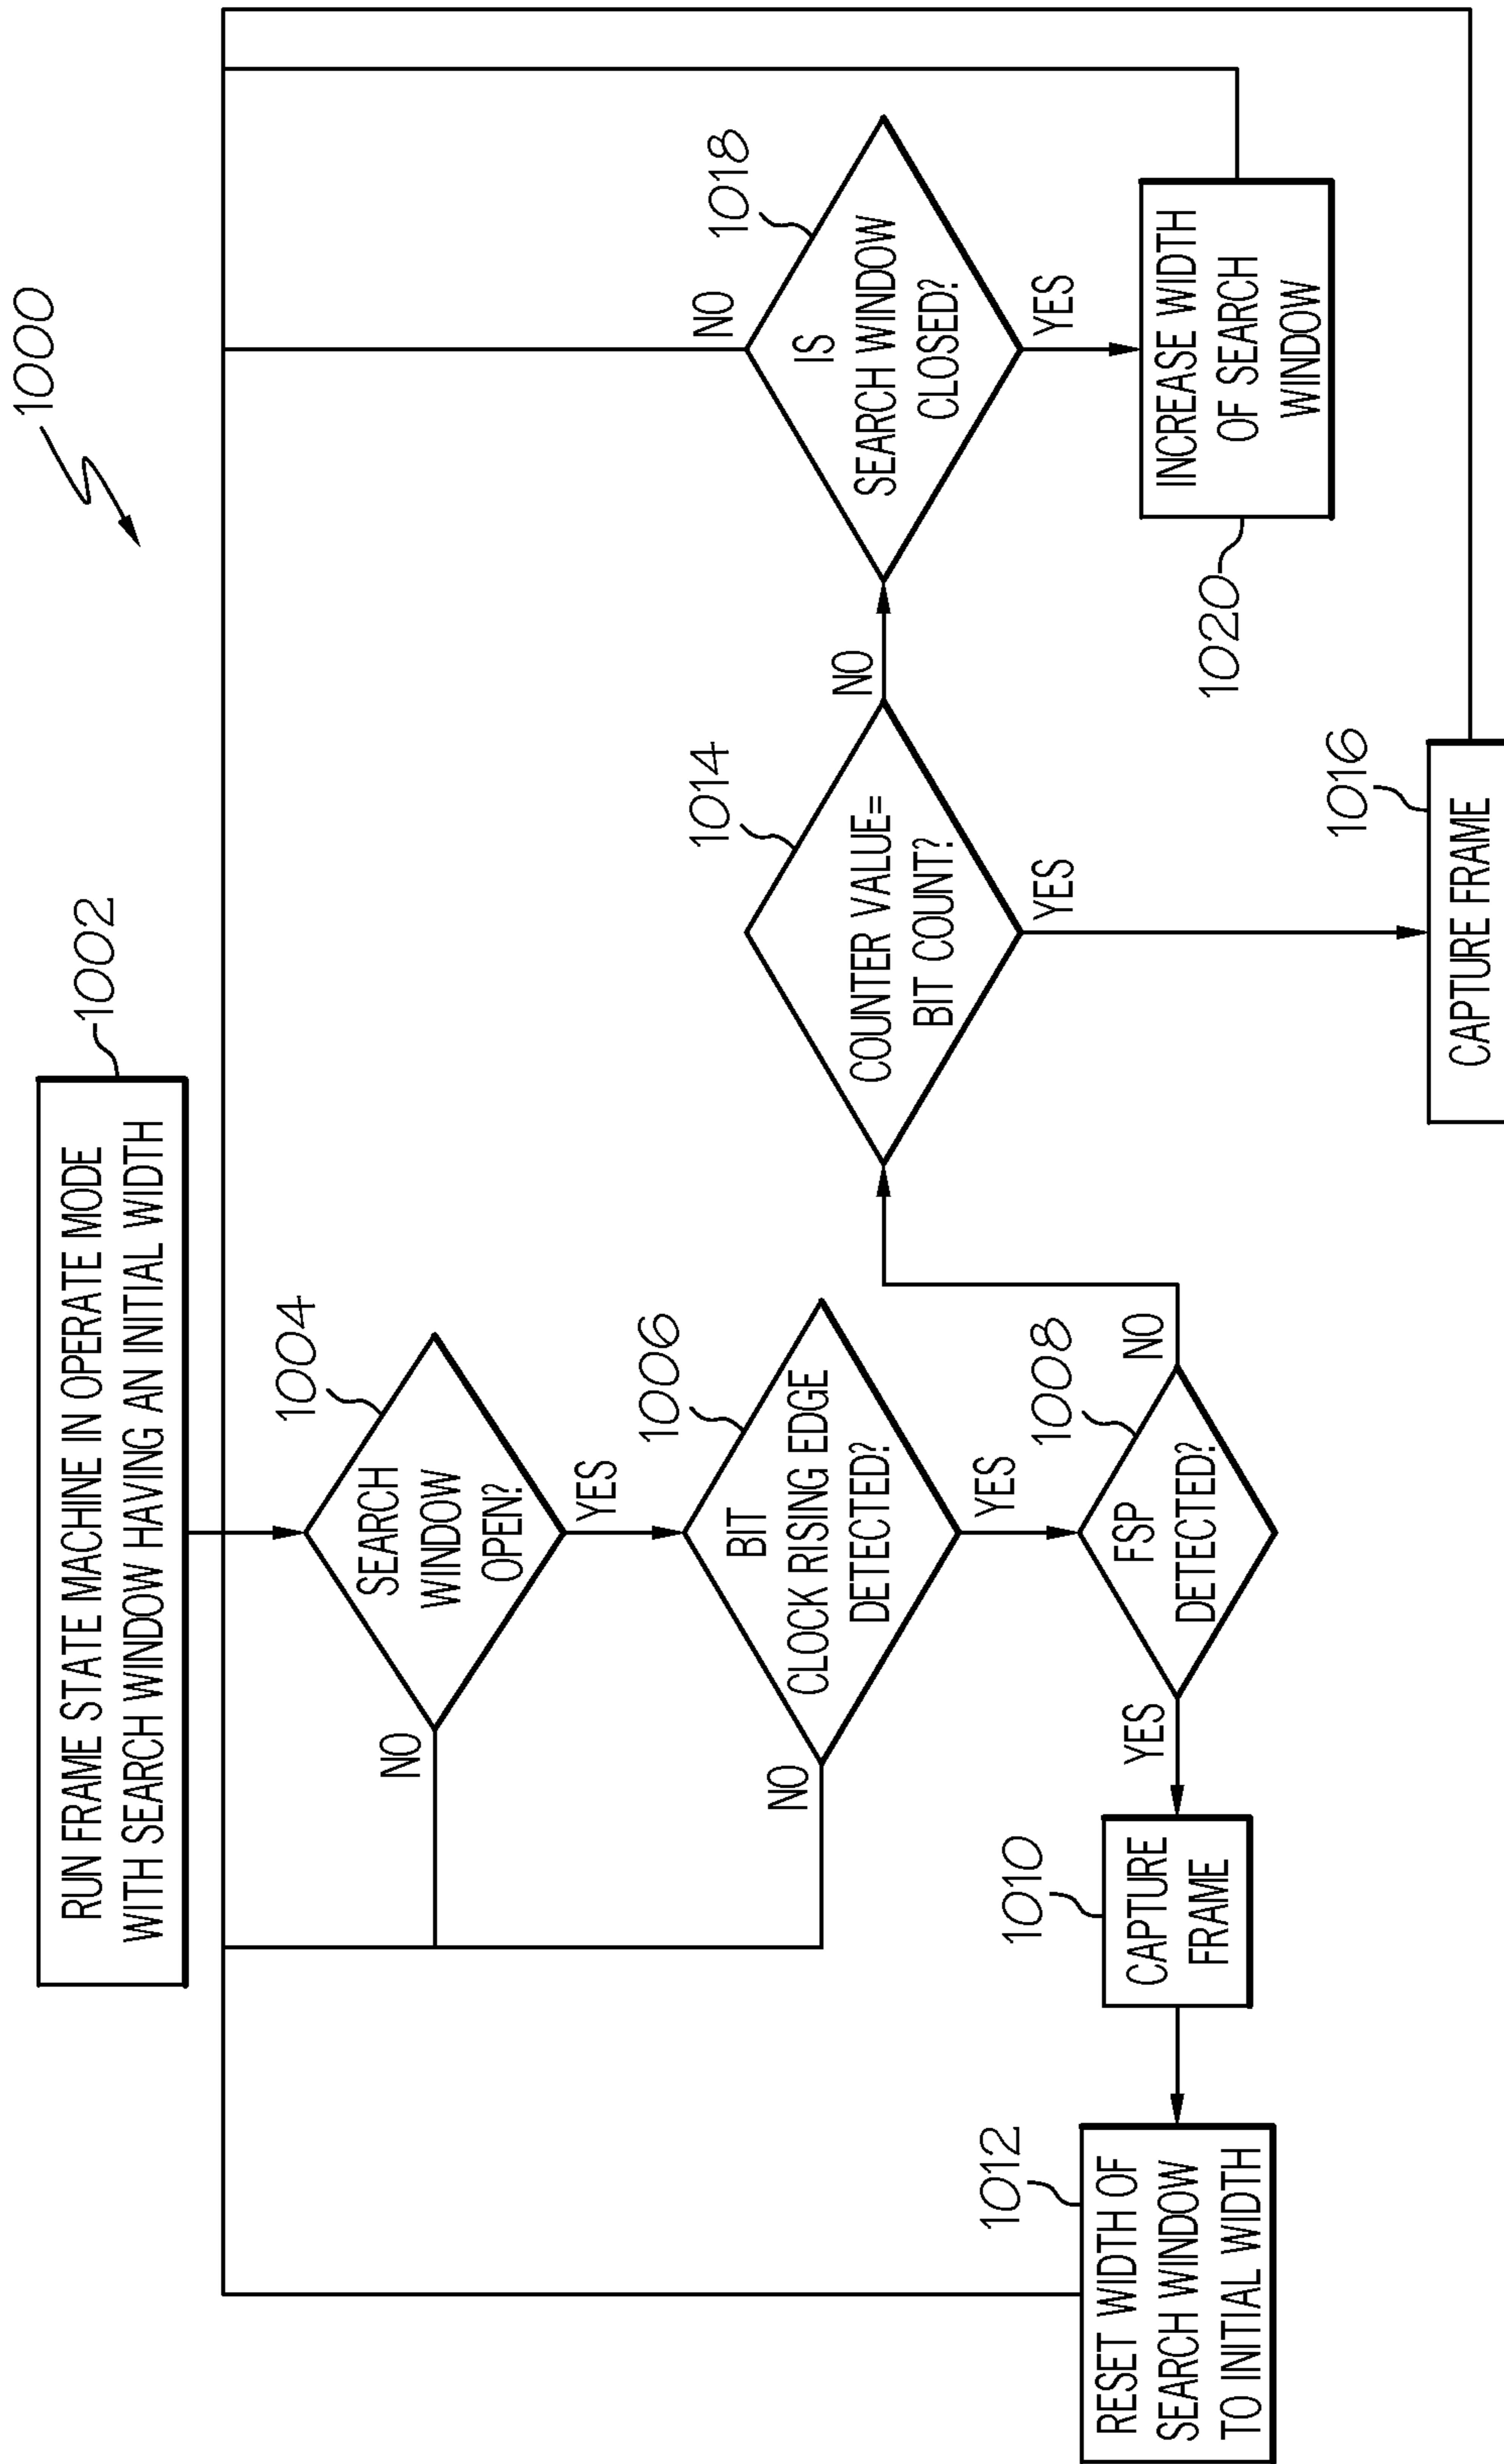 1000
RUN FRAME STATE MACHINE IN OPERATE MODE
WITH SEARCH WINDOW HAVING AN INITIAL WIDTH
1002
SEARCH
WINDOW
OPEN?
1004
NO
YES
BIT
CLOCK RISING EDGE
DETECTED?
1006
NO
YES
FSP
DETECTED?
1008
YES
NO
CAPTURE
FRAME
1010
RESET WIDTH OF
SEARCH WINDOW
TO INITIAL WIDTH
1012
COUNTER VALUE=
BIT COUNT?
1014
NO
YES
CAPTURE FRAME
1016
IS
SEARCH WINDOW
CLOSED?
1018
NO
YES
INCREASE WIDTH
OF SEARCH
WINDOW
1020